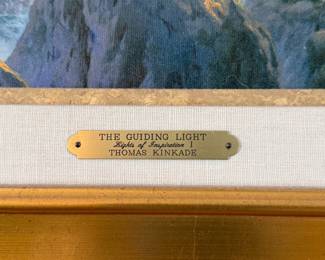 THE GUIDING LIGHT
Lights of Inspiration I
THOMAS KINKADE